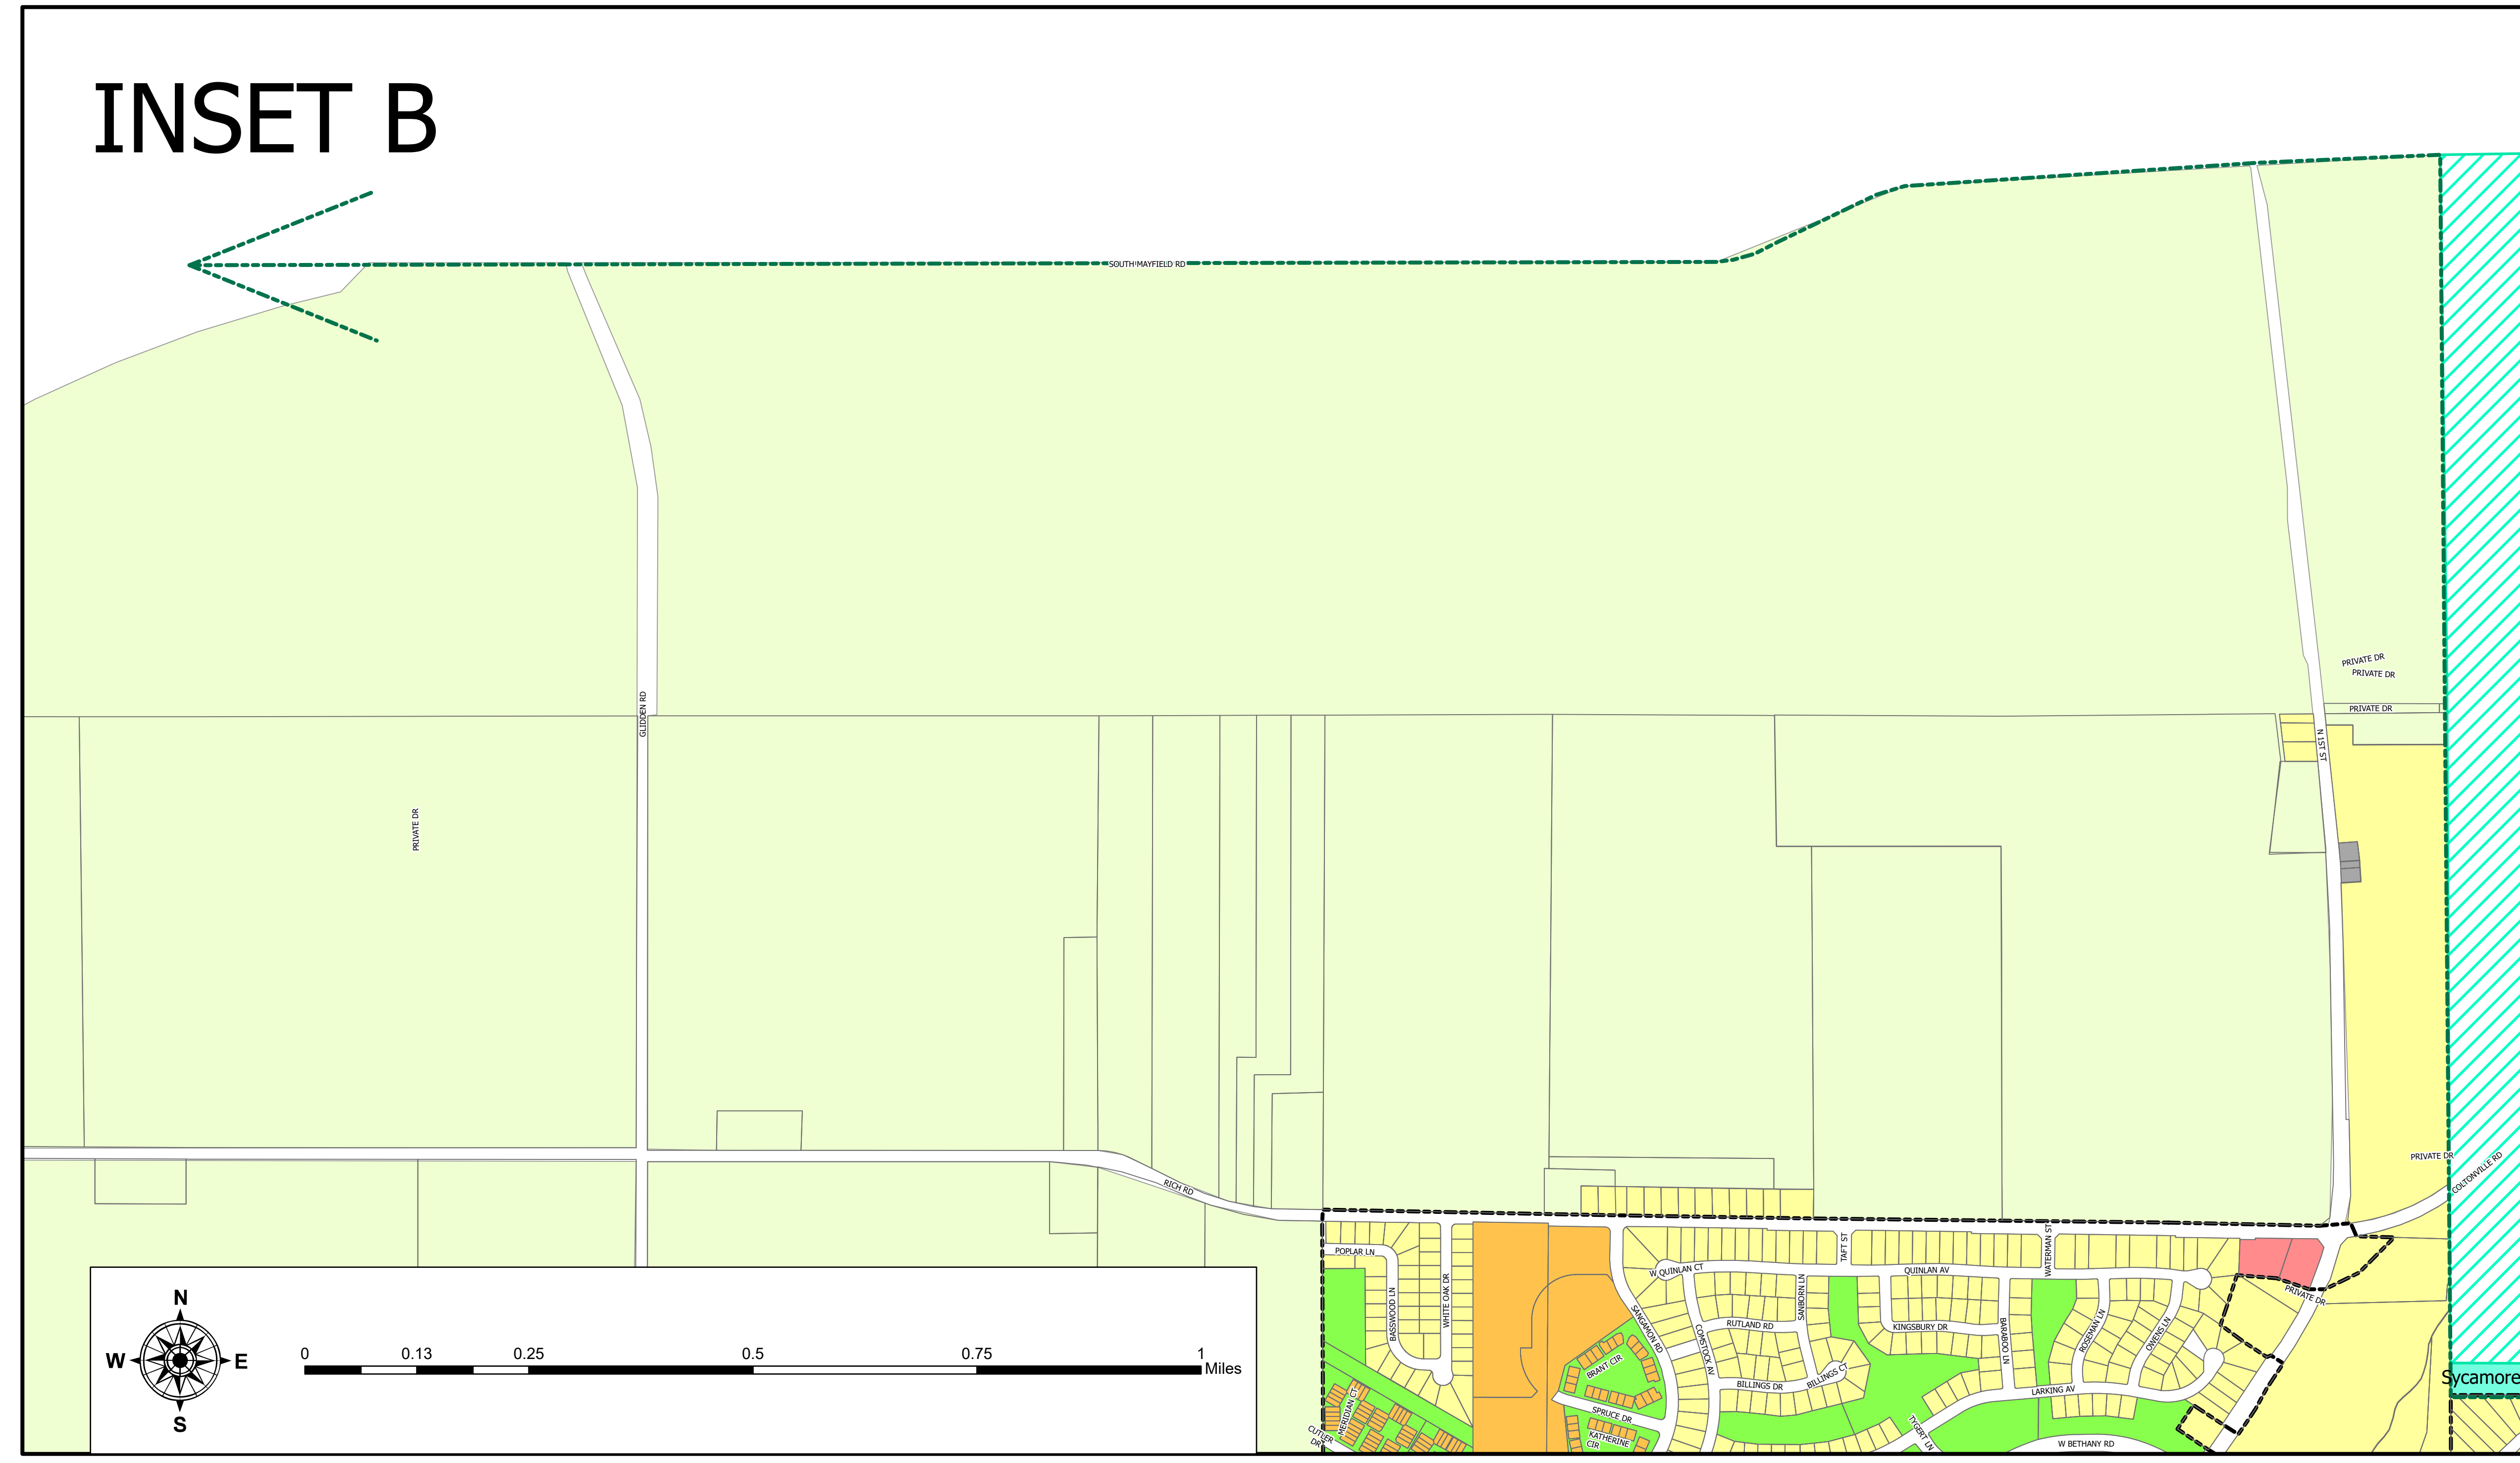 INSET B
SOUTH MAYFIELD RD
PRIVATE DR
PRIVATE DR
PRIVATE DR
GLIDDEN RD
N 1ST ST
PRIVATE DR
PRIVATE DR
COLTONVILLE RD
RICH RD
POPLAR LN
TAFT ST
WATERMAN ST
W QUINLAN CT
QUINLAN AV
BASSWOOD LN
WHITE OAK DR
SANGAMON RD
SANBORN LN
PRIVATE DR
RUTLAND RD
KINGSBURY DR
BARABOO LN
ROSEMAN LN
OWENS LN
COMSTOCK AV
BRANT CIR
BILLINGS DR
BILLINGS CT
LARKING AV
Sycamore
MERIDIAN CT
SPRUCE DR
CUTLER
DR
KATHERINE
CIR
TYGERT LN
W BETHANY RD
N
W
E
S
0
0.13
0.25
0.5
0.75
1
Miles